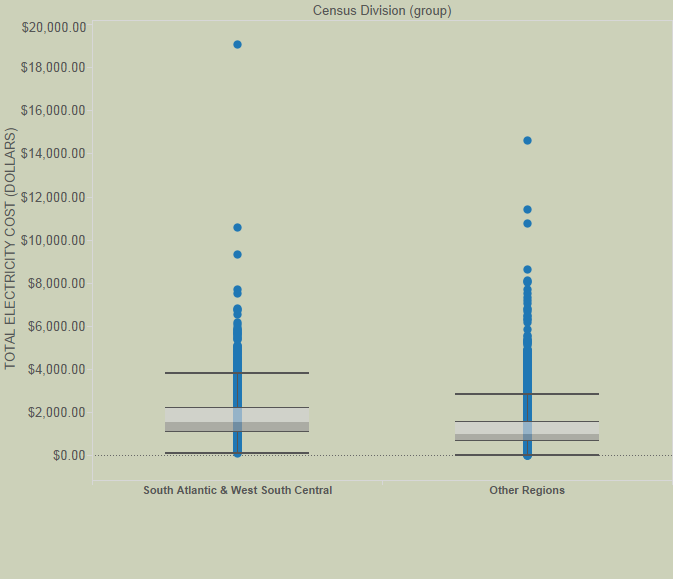 Census Division (group)
$20,000.00
$18,000.00
$16,000.00
$14,000.00
$12,000.00
$10,000.00
$8,000.00
$6,000.00
$4,000.00
$2,000.00
$0.00
TOTAL ELECTRICITY COST (DOLLARS)
South Atlantic & West South Central
Other Regions